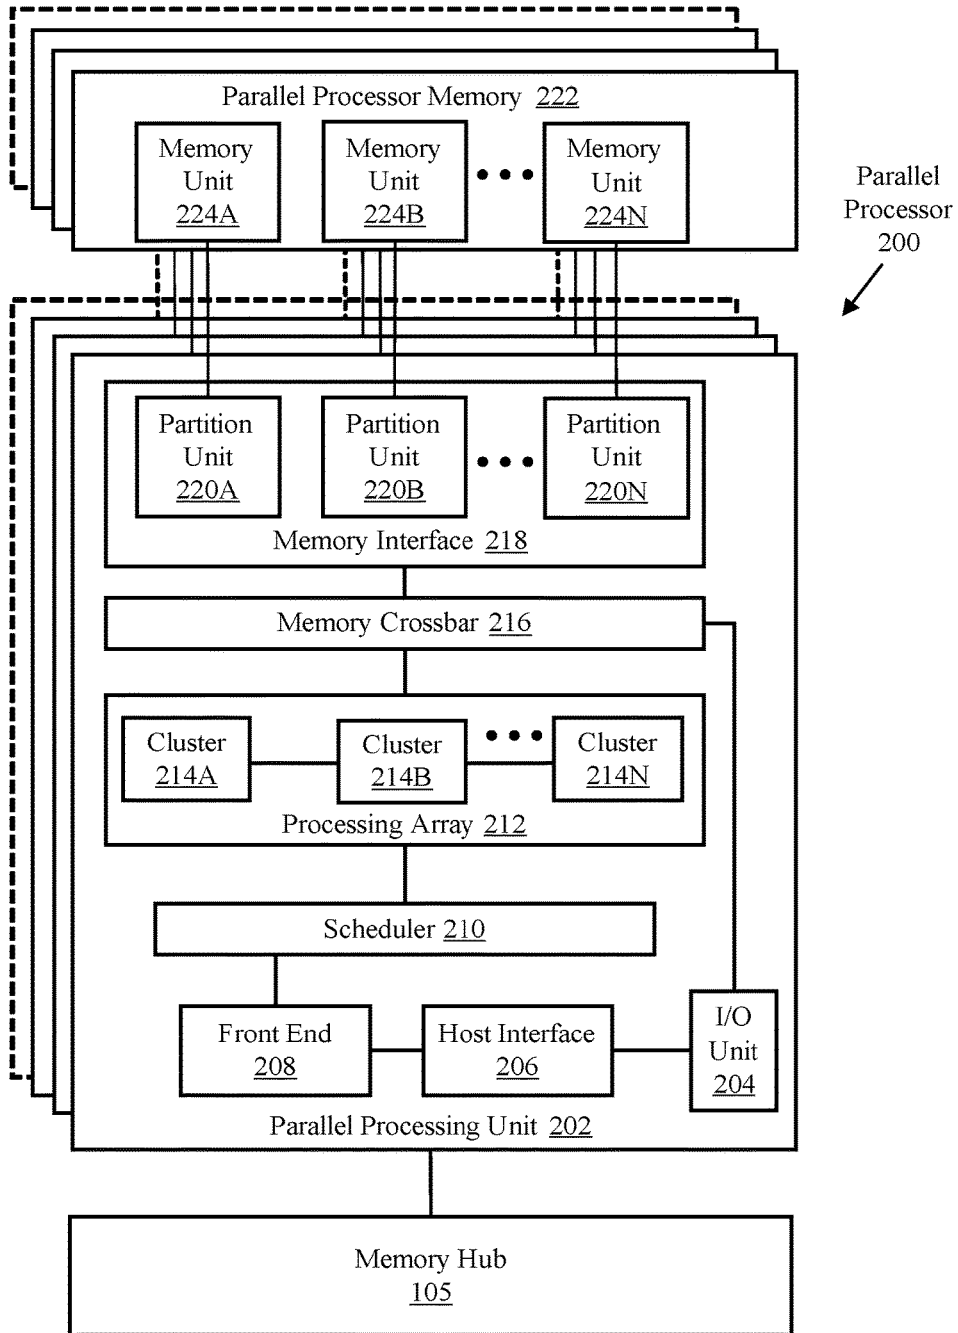 Parallel Processor Memory 222
Memory
Unit
224A
Memory
Unit
224B
Memory
Unit
224N
Parallel
Processor
200
Partition
Unit
220A
Partition
Unit
220B
Partition
Unit
220N
Memory Interface 218
Memory Crossbar 216
Cluster
214A
Cluster
214B
Cluster
214N
Processing Array 212
Scheduler 210
Front End
208
Host Interface
206
I/O
Unit
204
Parallel Processing Unit 202
Memory Hub
105